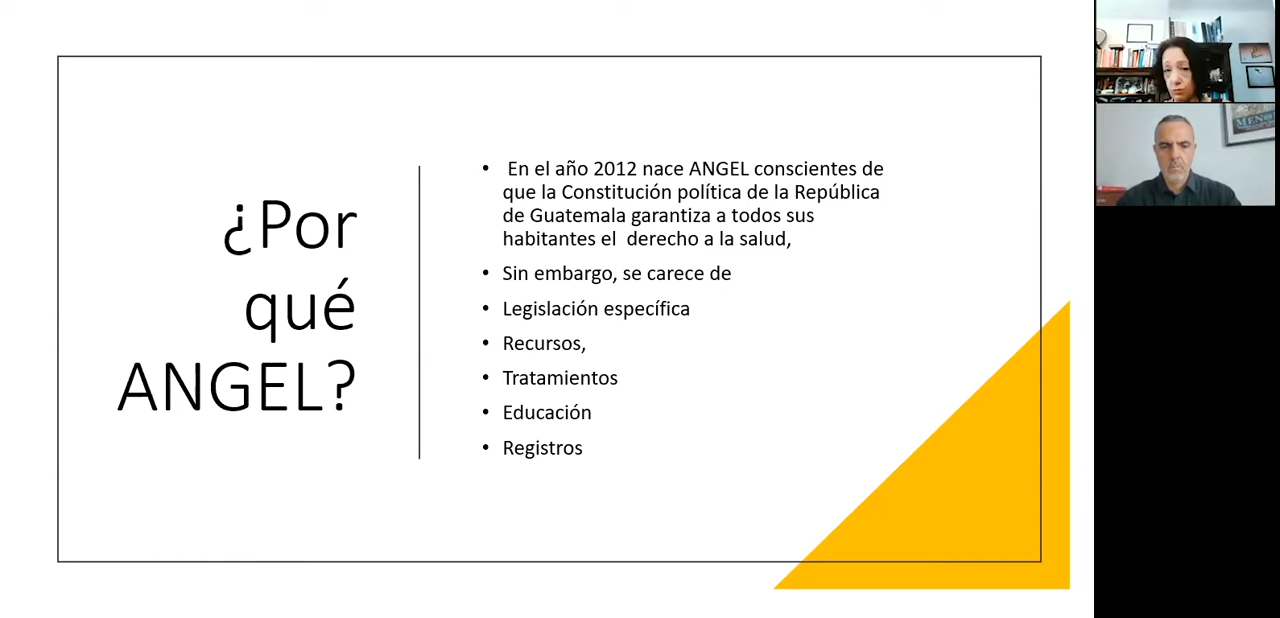 ¿Por
qué
ANGEL?
• En el año 2012 nace ANGEL conscientes de
que la Constitución política de la República
de Guatemala garantiza a todos sus
habitantes el derecho a la salud,
• Sin embargo, se carece de
• Legislación específica
• Recursos,
• Tratamientos
• Educación
• Registros